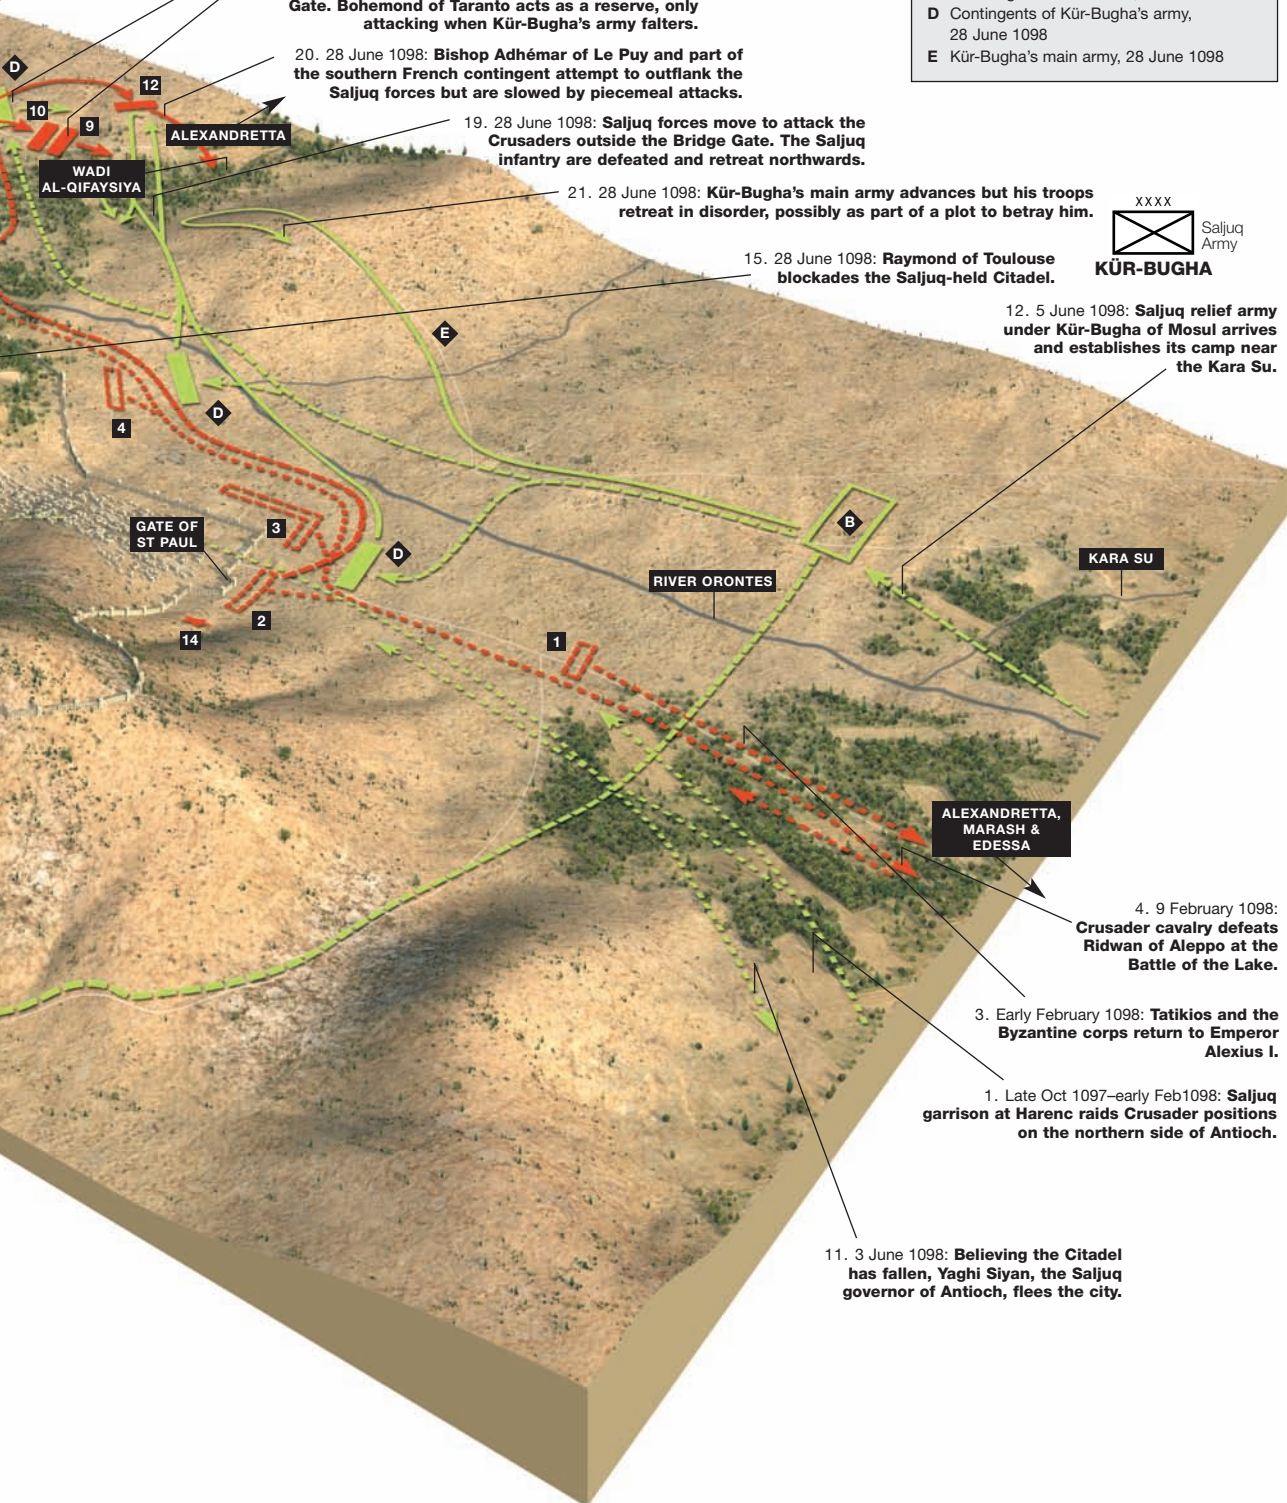 Gate. Bohemond of Taranto acts as a reserve, only
attacking when Kür-Bugha's army falters.
D Contingents of Kür-Bugha's army,
28 June 1098
E Kür-Bugha's main army, 28 June 1098
20. 28 June 1098: Bishop Adhémar of Le Puy and part of
the southern French contingent attempt to outflank the
Saljuq forces but are slowed by piecemeal attacks.
D
12
10
9
ALEXANDRETTA
19. 28 June 1098: Saljuq forces move to attack the
Crusaders outside the Bridge Gate. The Saljuq
infantry are defeated and retreat northwards.
WADI
AL-QIFAYSIYA
21. 28 June 1098: Kür-Bugha's main army advances but his troops
retreat in disorder, possibly as part of a plot to betray him.
XXXX
Saljuq
Army
KÜR-BUGHA
15. 28 June 1098: Raymond of Toulouse
blockades the Saljuq-held Citadel.
12. 5 June 1098: Saljuq relief army
under Kür-Bugha of Mosul arrives
and establishes its camp near
the Kara Su.
E
D
4
B
GATE OF
ST PAUL
3
D
KARA SU
RIVER ORONTES
2
14
1
ALEXANDRETTA,
MARASH &
EDESSA
4. 9 February 1098:
Crusader cavalry defeats
Ridwan of Aleppo at the
Battle of the Lake.
3. Early February 1098: Tatikios and the
Byzantine corps return to Emperor
Alexius I.
1. Late Oct 1097–early Feb1098: Saljuq
garrison at Harenc raids Crusader positions
on the northern side of Antioch.
11. 3 June 1098: Believing the Citadel
has fallen, Yaghi Siyan, the Saljuq
governor of Antioch, flees the city.